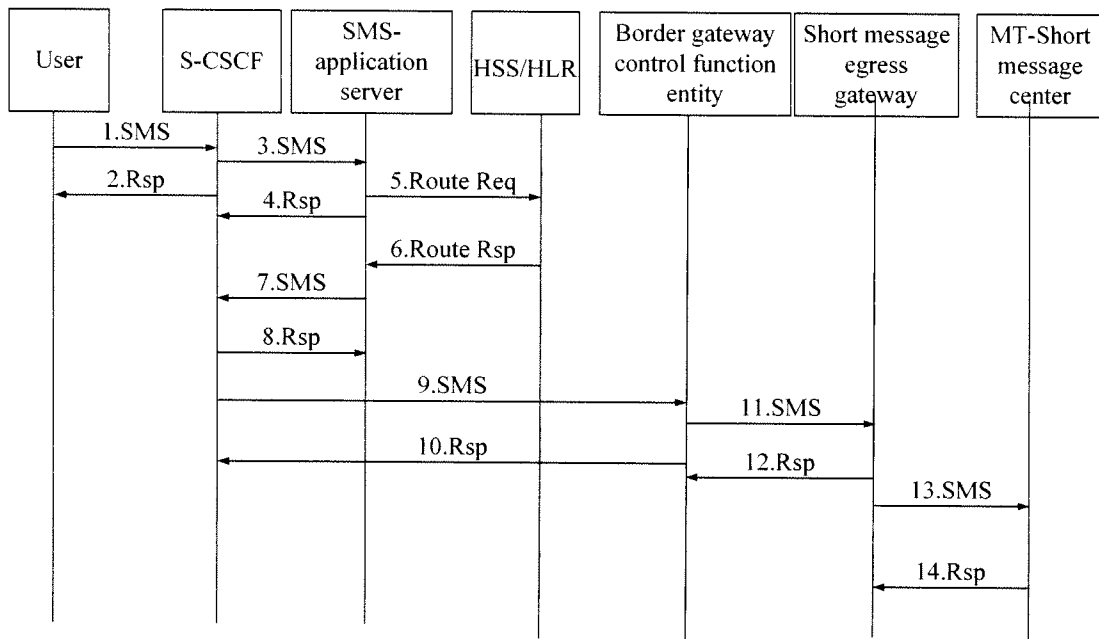 User
S-CSCF
SMS-
application
server
HSS/HLR
Border gateway
control function
entity
Short message
egress
gateway
MT-Short
message
center
1.SMS
3.SMS
2.Rsp
5.Route Req
4.Rsp
6.Route Rsp
7.SMS
8.Rsp
9.SMS
11.SMS
10.Rsp
12.Rsp
13.SMS
14.Rsp